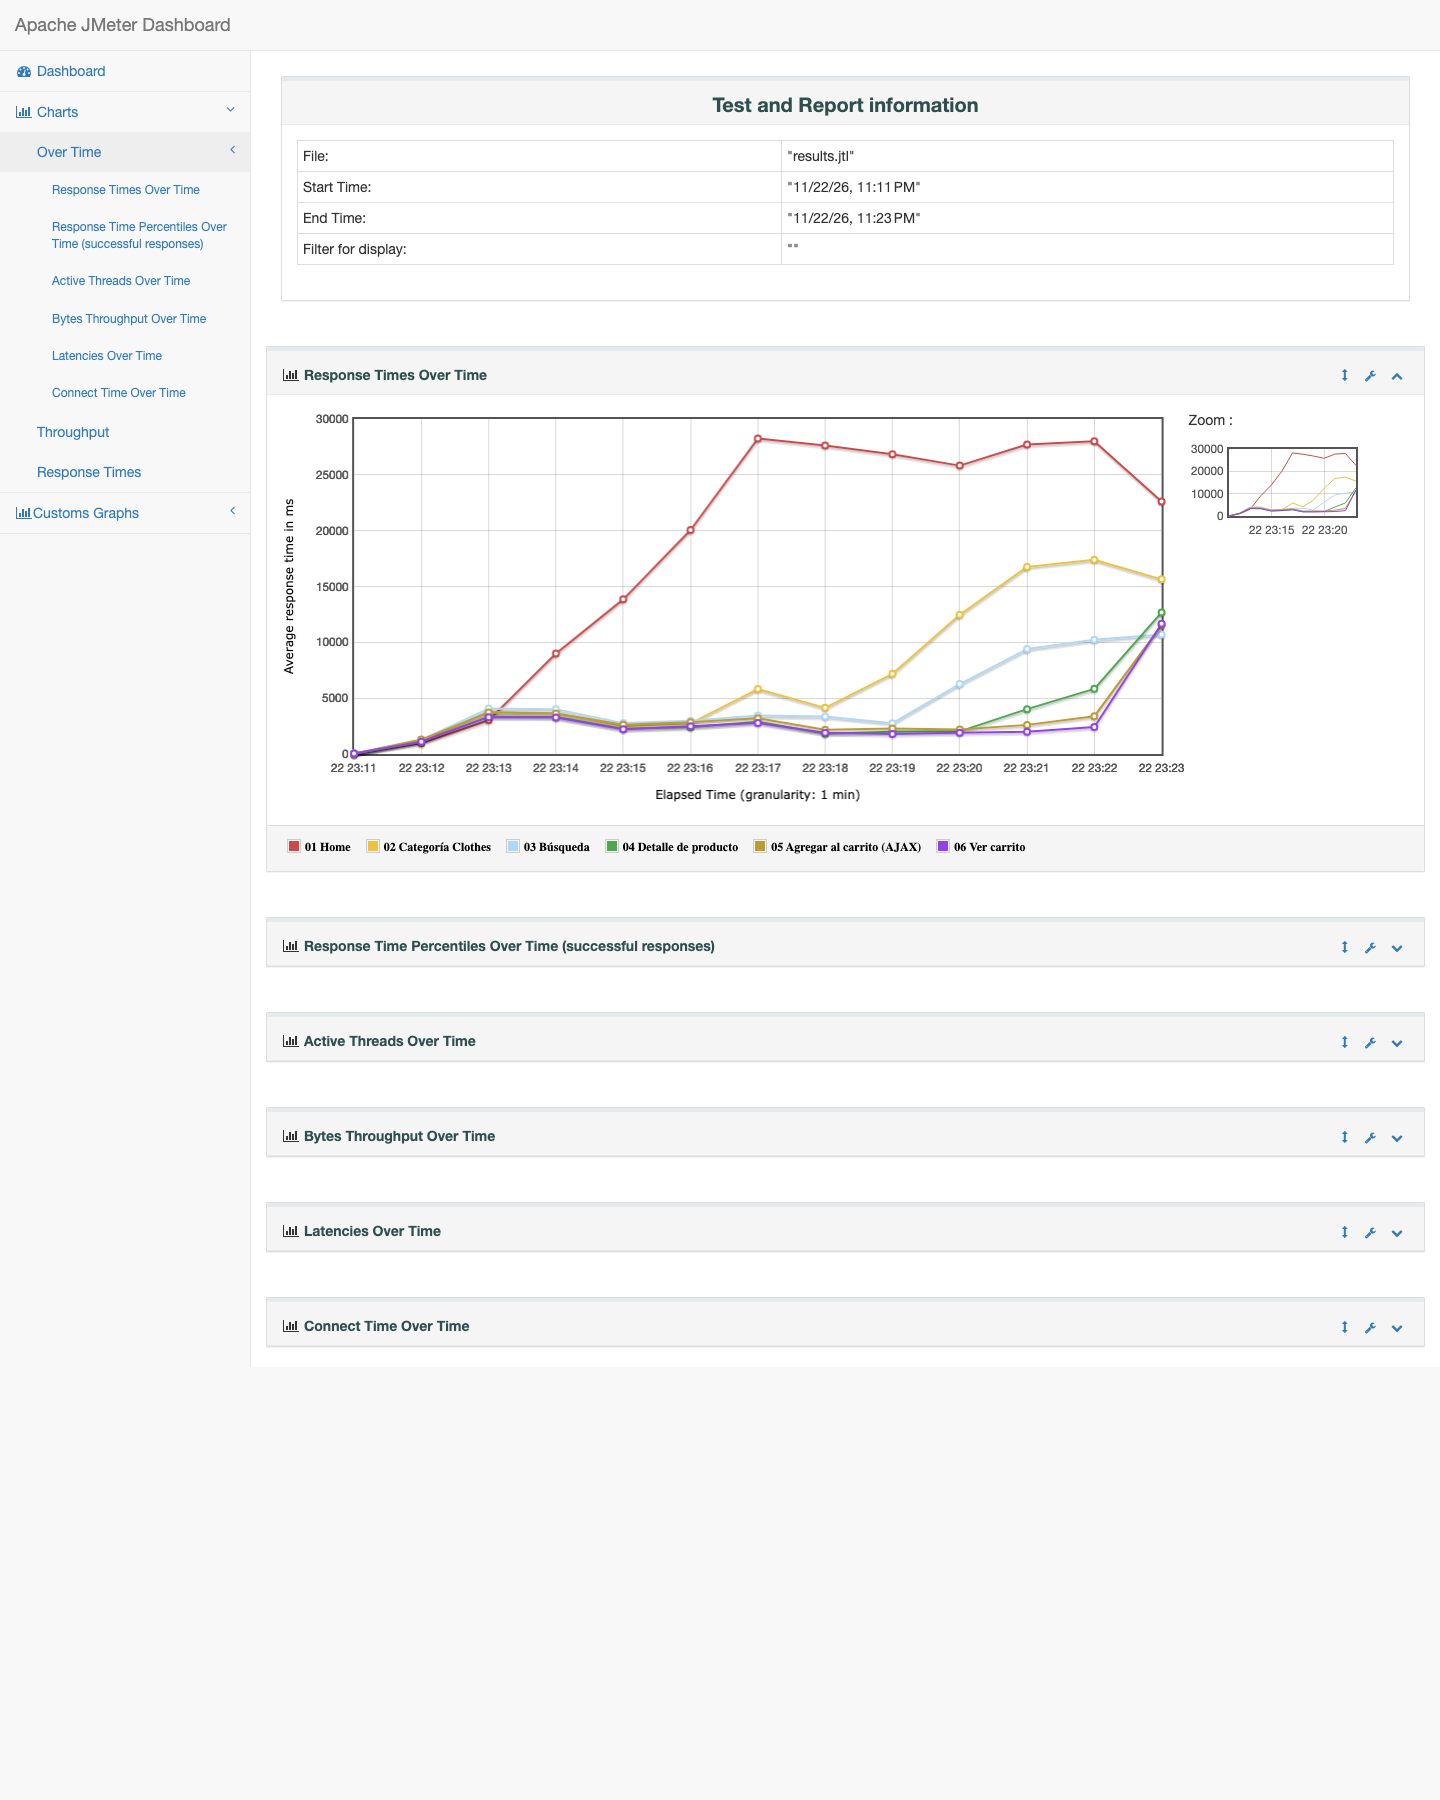 Apache JMeter Dashboard
Dashboard
Charts
Over Time
Response Times Over Time
Response Time Percentiles Over
Time (successful responses)
Active Threads Over Time
Bytes Throughput Over Time
Latencies Over Time
Connect Time Over Time
Throughput
Response Times
Customs Graphs
Test and Report information
File: "results.jtl"
Start Time: "11/22/26, 11:11 PM"
End Time: "11/22/26, 11:23 PM"
Filter for display: ""
Response Times Over Time
30000
25000
20000
15000
10000
5000
0
Average response time in ms
22 23:11 22 23:12 22 23:13 22 23:14 22 23:15 22 23:16 22 23:17 22 23:18 22 23:19 22 23:20 22 23:21 22 23:22 22 23:23
Elapsed Time (granularity: 1 min)
Zoom :
30000
20000
10000
0
22 23:15 22 23:20
01 Home 02 Categoría Clothes 03 Búsqueda 04 Detalle de producto 05 Agregar al carrito (AJAX) 06 Ver carrito
Response Time Percentiles Over Time (successful responses)
Active Threads Over Time
Bytes Throughput Over Time
Latencies Over Time
Connect Time Over Time